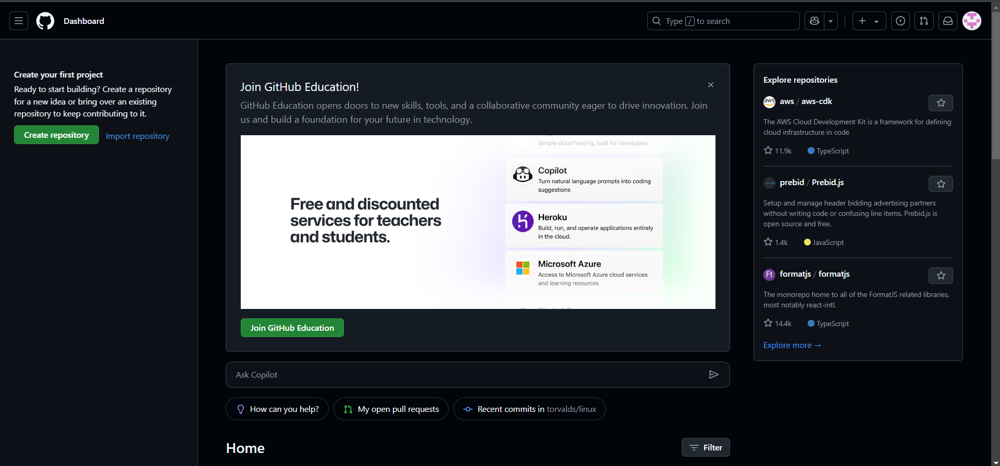 Dashboard
Type / to search
Create your first project
Ready to start building? Create a repository
for a new idea or bring over an existing
repository to keep contributing to it.
Create repository
Import repository
Join GitHub Education!
GitHub Education opens doors to new skills, tools, and a collaborative community eager to drive innovation. Join
us and build a foundation for your future in technology.
Free and discounted
services for teachers
and students.
Simple cloud hosting, built for developers
Copilot
Turn natural language prompts into coding
suggestions
Heroku
Build, run, and operate applications entirely
in the cloud.
Microsoft Azure
Access to Microsoft Azure cloud services
and learning resources
Join GitHub Education
Ask Copilot
How can you help?
My open pull requests
Recent commits in torvalds/linux
Home
Filter
Explore repositories
aws
aws / aws-cdk
The AWS Cloud Development Kit is a framework for defining
cloud infrastructure in code
11.9k
TypeScript
prebid / Prebid.js
Setup and manage header bidding advertising partners
without writing code or confusing line items. Prebid.js is
open source and free.
1.4k
JavaScript
Ft
formatjs / formatjs
The monorepo home to all of the FormatJS related libraries,
most notably react-intl.
14.4k
TypeScript
Explore more →